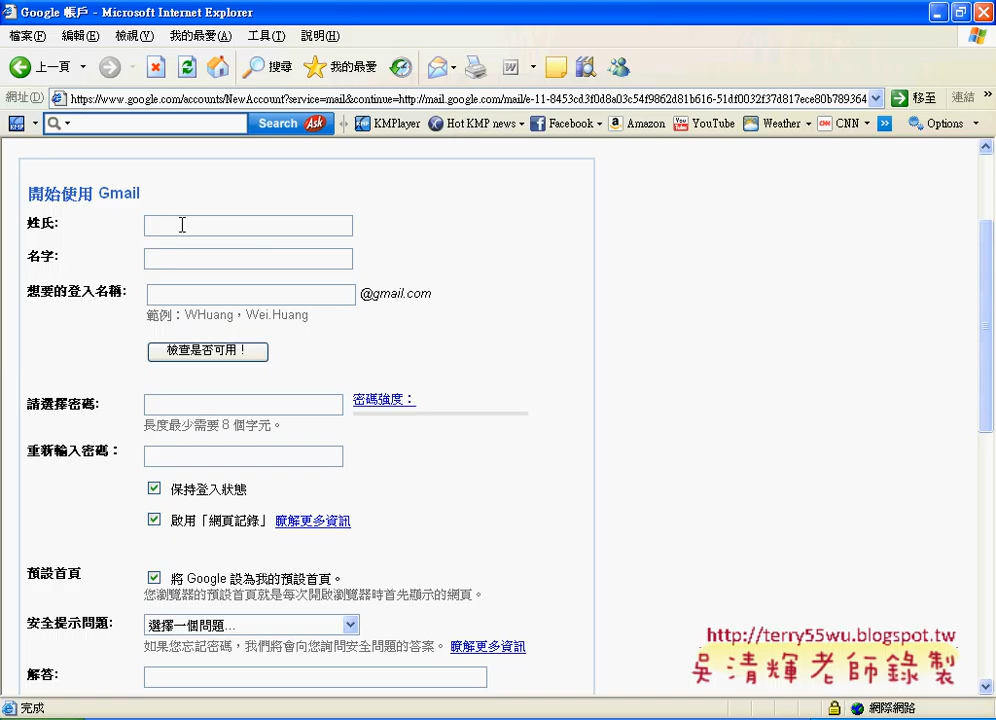 Google 帳戶 - Microsoft Internet Explorer
檔案(F) 編輯(E) 檢視(V) 我的最愛(A) 工具(T) 說明(H)
上一頁 搜尋 我的最愛
網址(D) https://www.google.com/accounts/NewAccount?service=mail&continue=http://mail.google.com/mail/e-11-8453cd3f0d8a03c54f9862d81b616-51df0032f37d817ece80b789364 移至 連結 »
Search Ask KMPlayer Hot KMP news Facebook Amazon YouTube Weather CNN » Options
開始使用 Gmail
姓氏:
名字:
想要的登入名稱: @gmail.com
範例：WHuang，Wei.Huang
檢查是否可用！
請選擇密碼: 密碼強度：
長度最少需要 8 個字元。
重新輸入密碼：
保持登入狀態
啟用「網頁記錄」 瞭解更多資訊
預設首頁 將 Google 設為我的預設首頁。
您瀏覽器的預設首頁就是每次開啟瀏覽器時首先顯示的網頁。
安全提示問題: 選擇一個問題...
如果您忘記密碼，我們將會向您詢問安全問題的答案。 瞭解更多資訊
解答:
http://terry55wu.blogspot.tw
吳清輝老師錄製
完成 網際網路